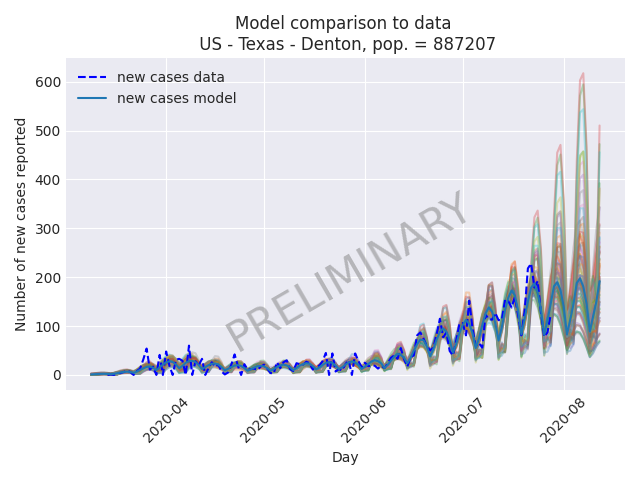 Model comparison to data
US - Texas - Denton, pop. = 887207
new cases data
new cases model
Number of new cases reported
600
500
400
300
200
100
0
PRELIMINARY
2020-04
2020-05
2020-06
2020-07
2020-08
Day